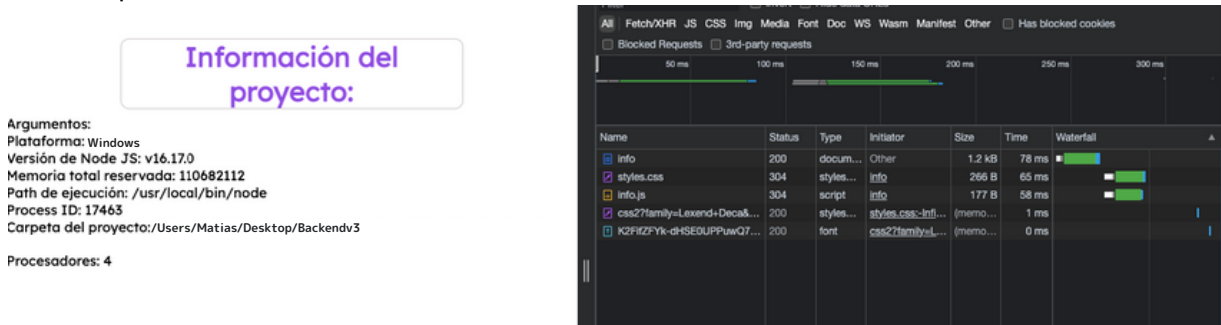 Información del
proyecto:
Argumentos:
Plataforma: Windows
Versión de Node JS: v16.17.0
Memoria total reservada: 110682112
Path de ejecución: /usr/local/bin/node
Process ID: 17463
Carpeta del proyecto:/Users/Matias/Desktop/Backendv3
Procesadores: 4
All Fetch/XHR JS CSS Img Media Font Doc WS Wasm Manifest Other Has blocked cookies
Blocked Requests 3rd-party requests
50 ms 100 ms 150 ms 200 ms 250 ms 300 ms
Name Status Type Initiator Size Time Waterfall
info 200 docum... Other 1.2 kB 78 ms
styles.css 304 styles... info 266 B 65 ms
info.js 304 script info 177 B 58 ms
css2?family=Lexend+Deca&... 200 styles... styles.css:-Infi... (memo... 1 ms
K2FifZFYk-dHSE0UPPuwQ7... 200 font css2?family=L... (memo... 0 ms